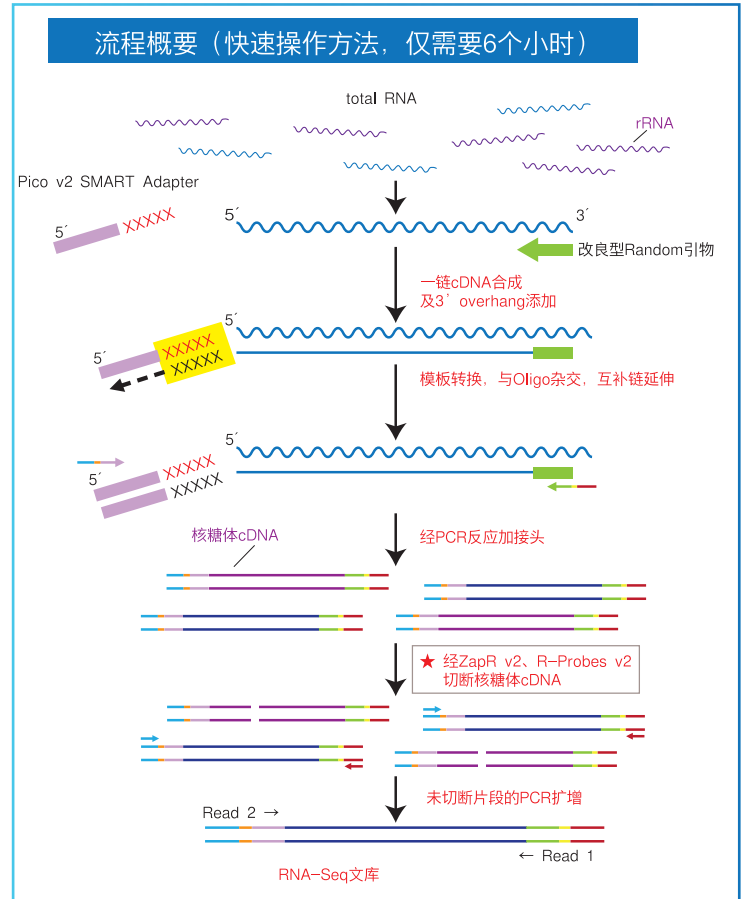 流程概要（快速操作方法，仅需要6个小时）
total RNA
rRNA
Pico v2 SMART Adapter
5´
XXXXX
5´
3´
改良型Random引物
一链cDNA合成
及3’overhang添加
5´
5´
XXXXX
XXXXX
模板转换，与Oligo杂交，互补链延伸
5´
5´
XXXXX
XXXXX
核糖体cDNA
经PCR反应加接头
★ 经ZapR v2、R-Probes v2
切断核糖体cDNA
未切断片段的PCR扩增
Read 2 →
← Read 1
RNA-Seq文库